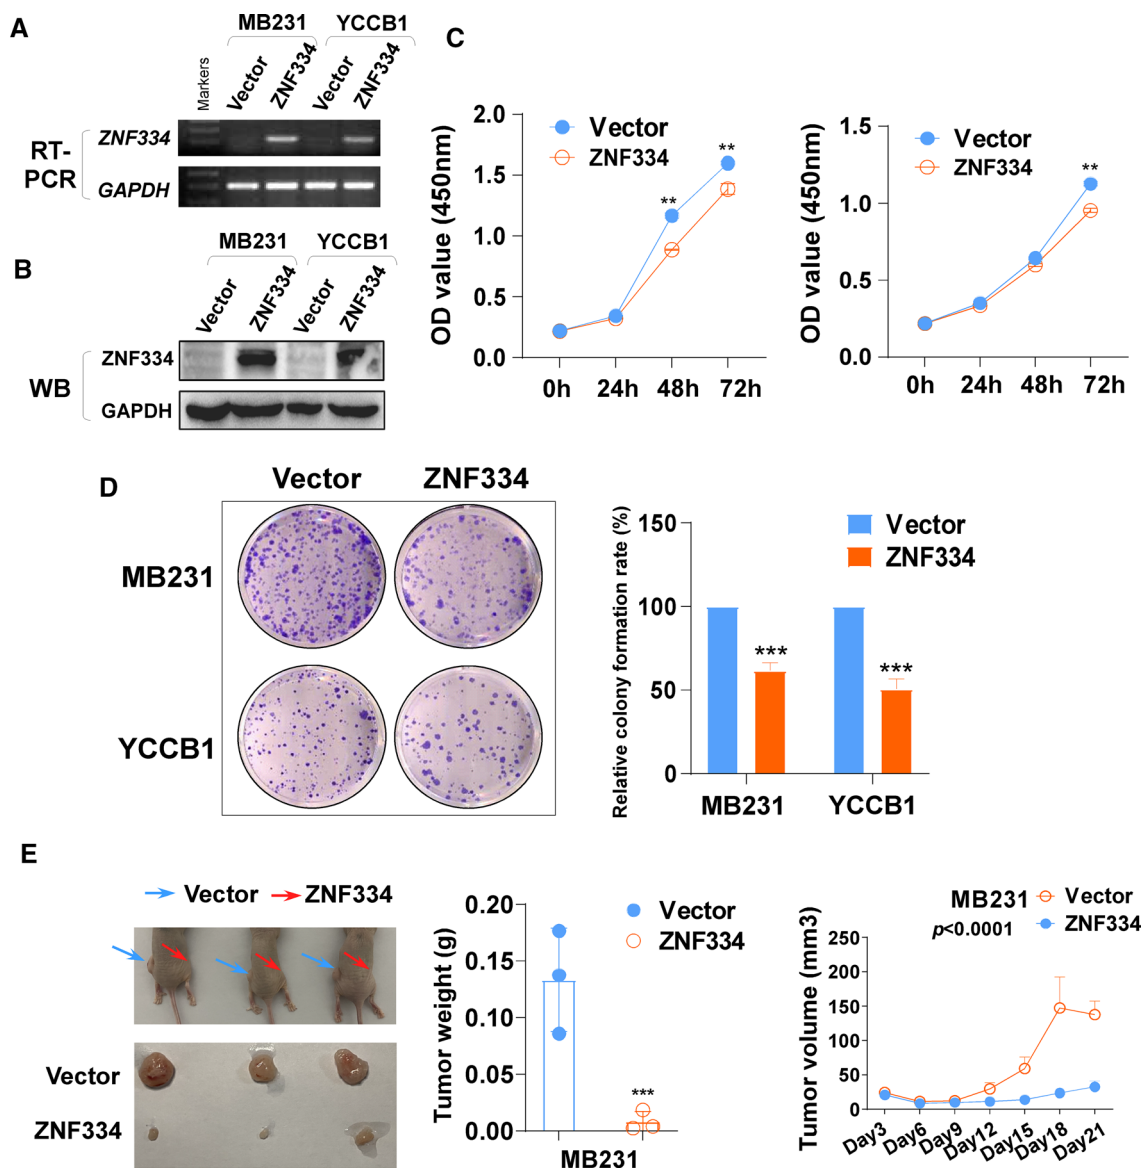 A
MB231 YCCB1
Markers Vector ZNF334 Vector ZNF334
RT-
PCR
ZNF334
GAPDH
B
MB231 YCCB1
Vector ZNF334 Vector ZNF334
WB
ZNF334
GAPDH
C
OD value (450nm)
2.0
1.5
1.0
0.5
0.0
Vector
ZNF334
**
**
0h 24h 48h 72h
OD value (450nm)
1.5
1.0
0.5
0.0
Vector
ZNF334
**
0h 24h 48h 72h
D
Vector ZNF334
MB231
YCCB1
Relative colony formation rate (%)
150
100
50
0
Vector
ZNF334
***
***
MB231 YCCB1
E
Vector ZNF334
Vector
ZNF334
Tumor weight (g)
0.20
0.15
0.10
0.05
0.00
Vector
ZNF334
***
MB231
MB231
p<0.0001
Vector
ZNF334
Tumor volume (mm3)
250
200
150
100
50
0
Day3 Day6 Day9 Day12 Day15 Day18 Day21